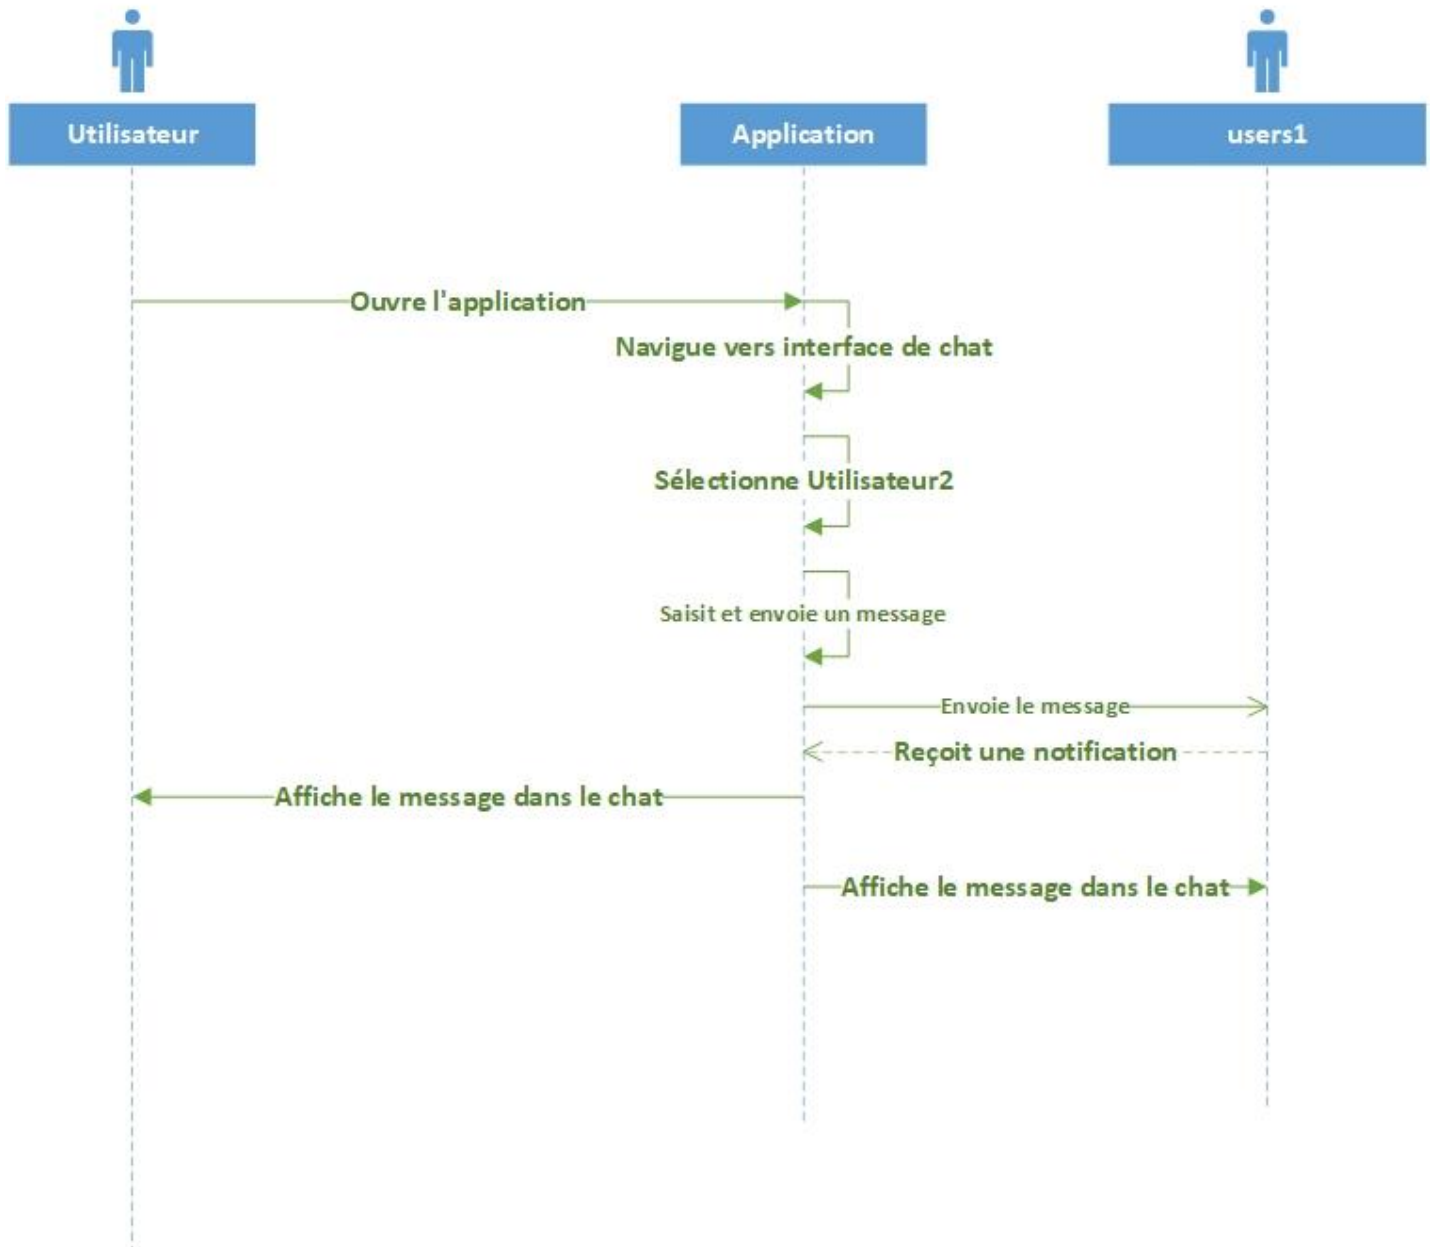 Utilisateur
Application
users1
Ouvre l'application
Navigue vers interface de chat
Sélectionne Utilisateur2
Saisit et envoie un message
Envoie le message
Reçoit une notification
Affiche le message dans le chat
Affiche le message dans le chat